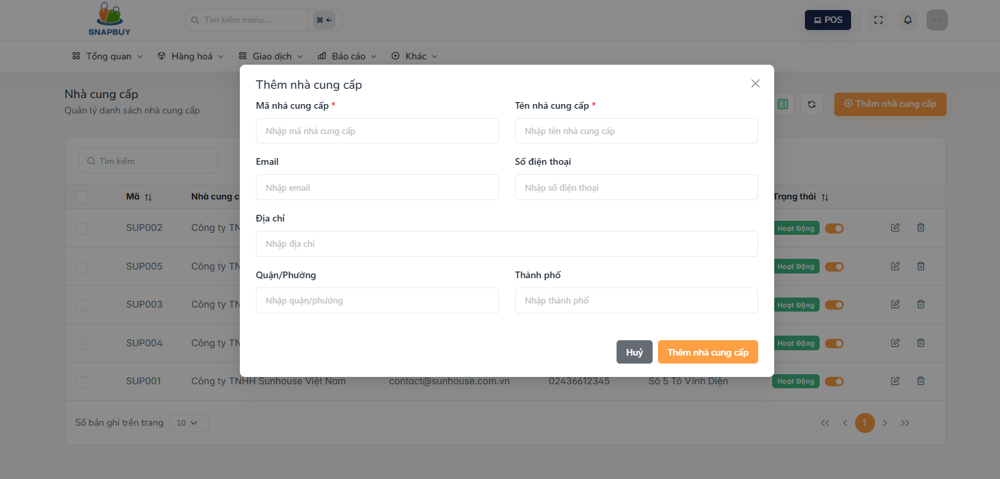 SNAPBUY
Tìm kiếm menu...
⌘ ←
POS
Tổng quan
Hàng hoá
Giao dịch
Báo cáo
Khác
Nhà cung cấp
Quản lý danh sách nhà cung cấp
Thêm nhà cung cấp
Tìm kiếm
Mã
Nhà cung c
Trạng thái
SUP002
Công ty TN
Hoạt Động
SUP005
Công ty TN
Hoạt Động
SUP003
Công ty TN
Hoạt Động
SUP004
Công ty TN
Hoạt Động
SUP001
Công ty TNHH Sunhouse Việt Nam
contact@sunhouse.com.vn
02436612345
Số 5 Tô Vĩnh Diện
Hoạt Động
Số bản ghi trên trang
10
1
Thêm nhà cung cấp
Mã nhà cung cấp *
Tên nhà cung cấp *
Nhập mã nhà cung cấp
Nhập tên nhà cung cấp
Email
Số điện thoại
Nhập email
Nhập số điện thoại
Địa chỉ
Nhập địa chỉ
Quận/Phường
Thành phố
Nhập quận/phường
Nhập thành phố
Huỷ
Thêm nhà cung cấp